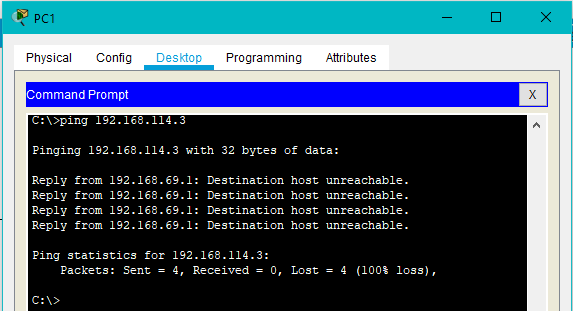 PC1
Physical Config Desktop Programming Attributes
Command Prompt X
C:\>ping 192.168.114.3
Pinging 192.168.114.3 with 32 bytes of data:
Reply from 192.168.69.1: Destination host unreachable.
Reply from 192.168.69.1: Destination host unreachable.
Reply from 192.168.69.1: Destination host unreachable.
Reply from 192.168.69.1: Destination host unreachable.
Ping statistics for 192.168.114.3:
Packets: Sent = 4, Received = 0, Lost = 4 (100% loss),
C:\>